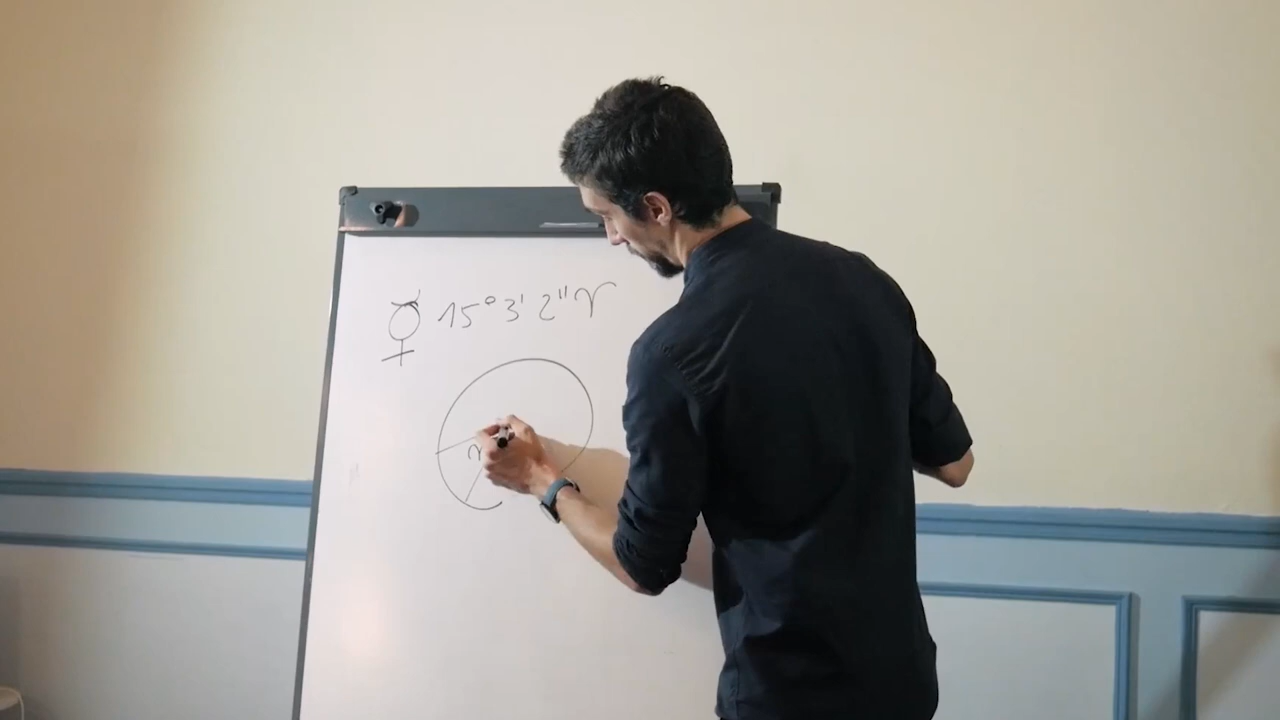 ☿ 15° 3' 2" ♈
♈